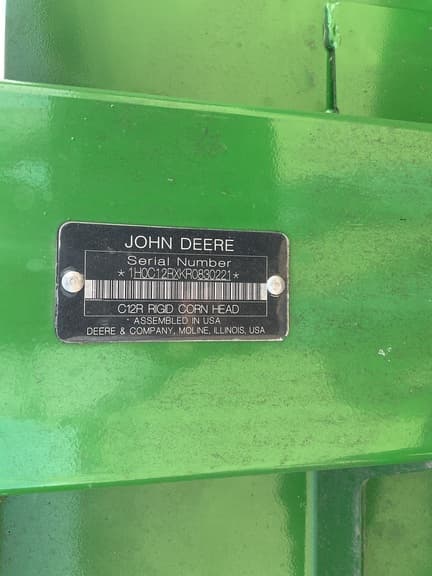 JOHN DEERE
Serial Number
*1H0C12RXKR0830221*
C12R RIGID CORN HEAD
ASSEMBLED IN USA
DEERE & COMPANY, MOLINE, ILLINOIS, USA